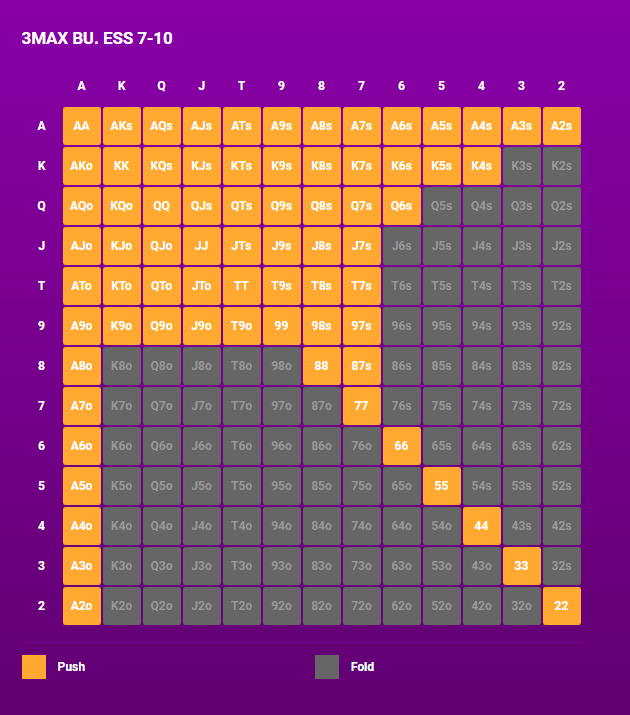 3MAX BU. ESS 7-10
A K Q J T 9 8 7 6 5 4 3 2
A AA AKs AQs AJs ATs A9s A8s A7s A6s A5s A4s A3s A2s
K AKo KK KQs KJs KTs K9s K8s K7s K6s K5s K4s K3s K2s
Q AQo KQo QQ QJs QTs Q9s Q8s Q7s Q6s Q5s Q4s Q3s Q2s
J AJo KJo QJo JJ JTs J9s J8s J7s J6s J5s J4s J3s J2s
T ATo KTo QTo JTo TT T9s T8s T7s T6s T5s T4s T3s T2s
9 A9o K9o Q9o J9o T9o 99 98s 97s 96s 95s 94s 93s 92s
8 A8o K8o Q8o J8o T8o 98o 88 87s 86s 85s 84s 83s 82s
7 A7o K7o Q7o J7o T7o 97o 87o 77 76s 75s 74s 73s 72s
6 A6o K6o Q6o J6o T6o 96o 86o 76o 66 65s 64s 63s 62s
5 A5o K5o Q5o J5o T5o 95o 85o 75o 65o 55 54s 53s 52s
4 A4o K4o Q4o J4o T4o 94o 84o 74o 64o 54o 44 43s 42s
3 A3o K3o Q3o J3o T3o 93o 83o 73o 63o 53o 43o 33 32s
2 A2o K2o Q2o J2o T2o 92o 82o 72o 62o 52o 42o 32o 22
Push Fold